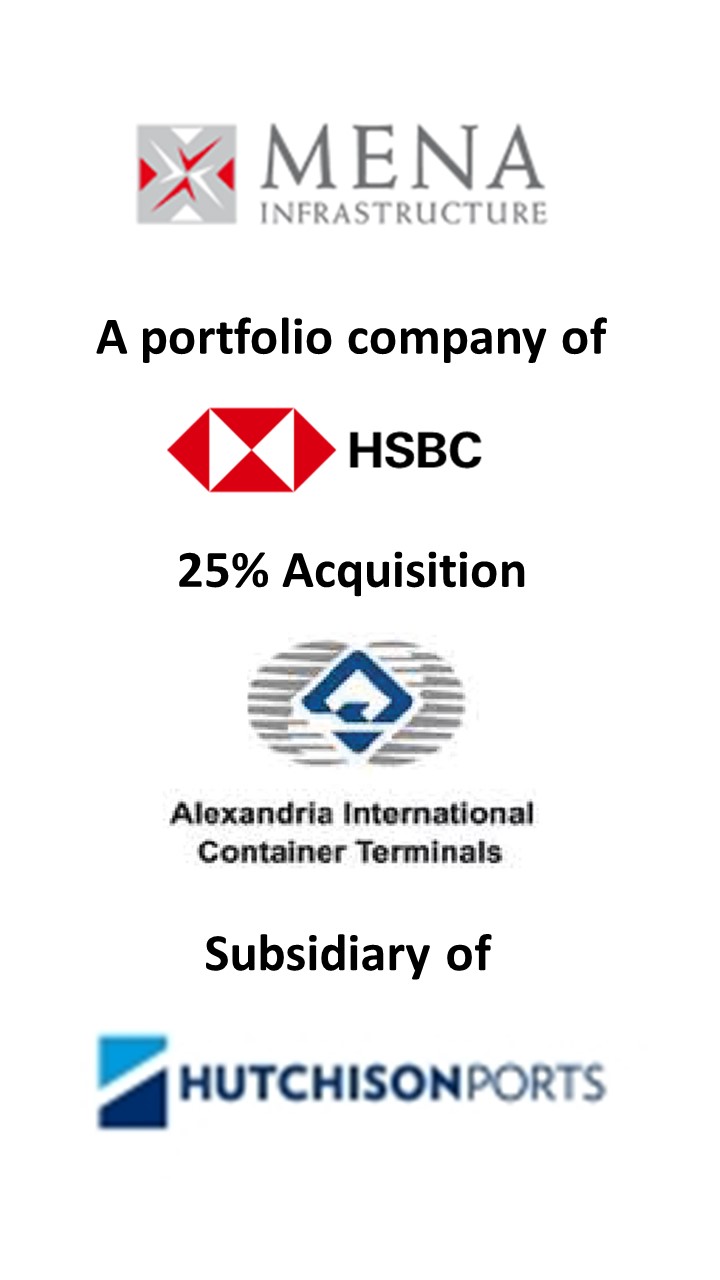 MENA
INFRASTRUCTURE
A portfolio company of
HSBC
25% Acquisition
Alexandria International
Container Terminals
Subsidiary of
HUTCHISONPORTS